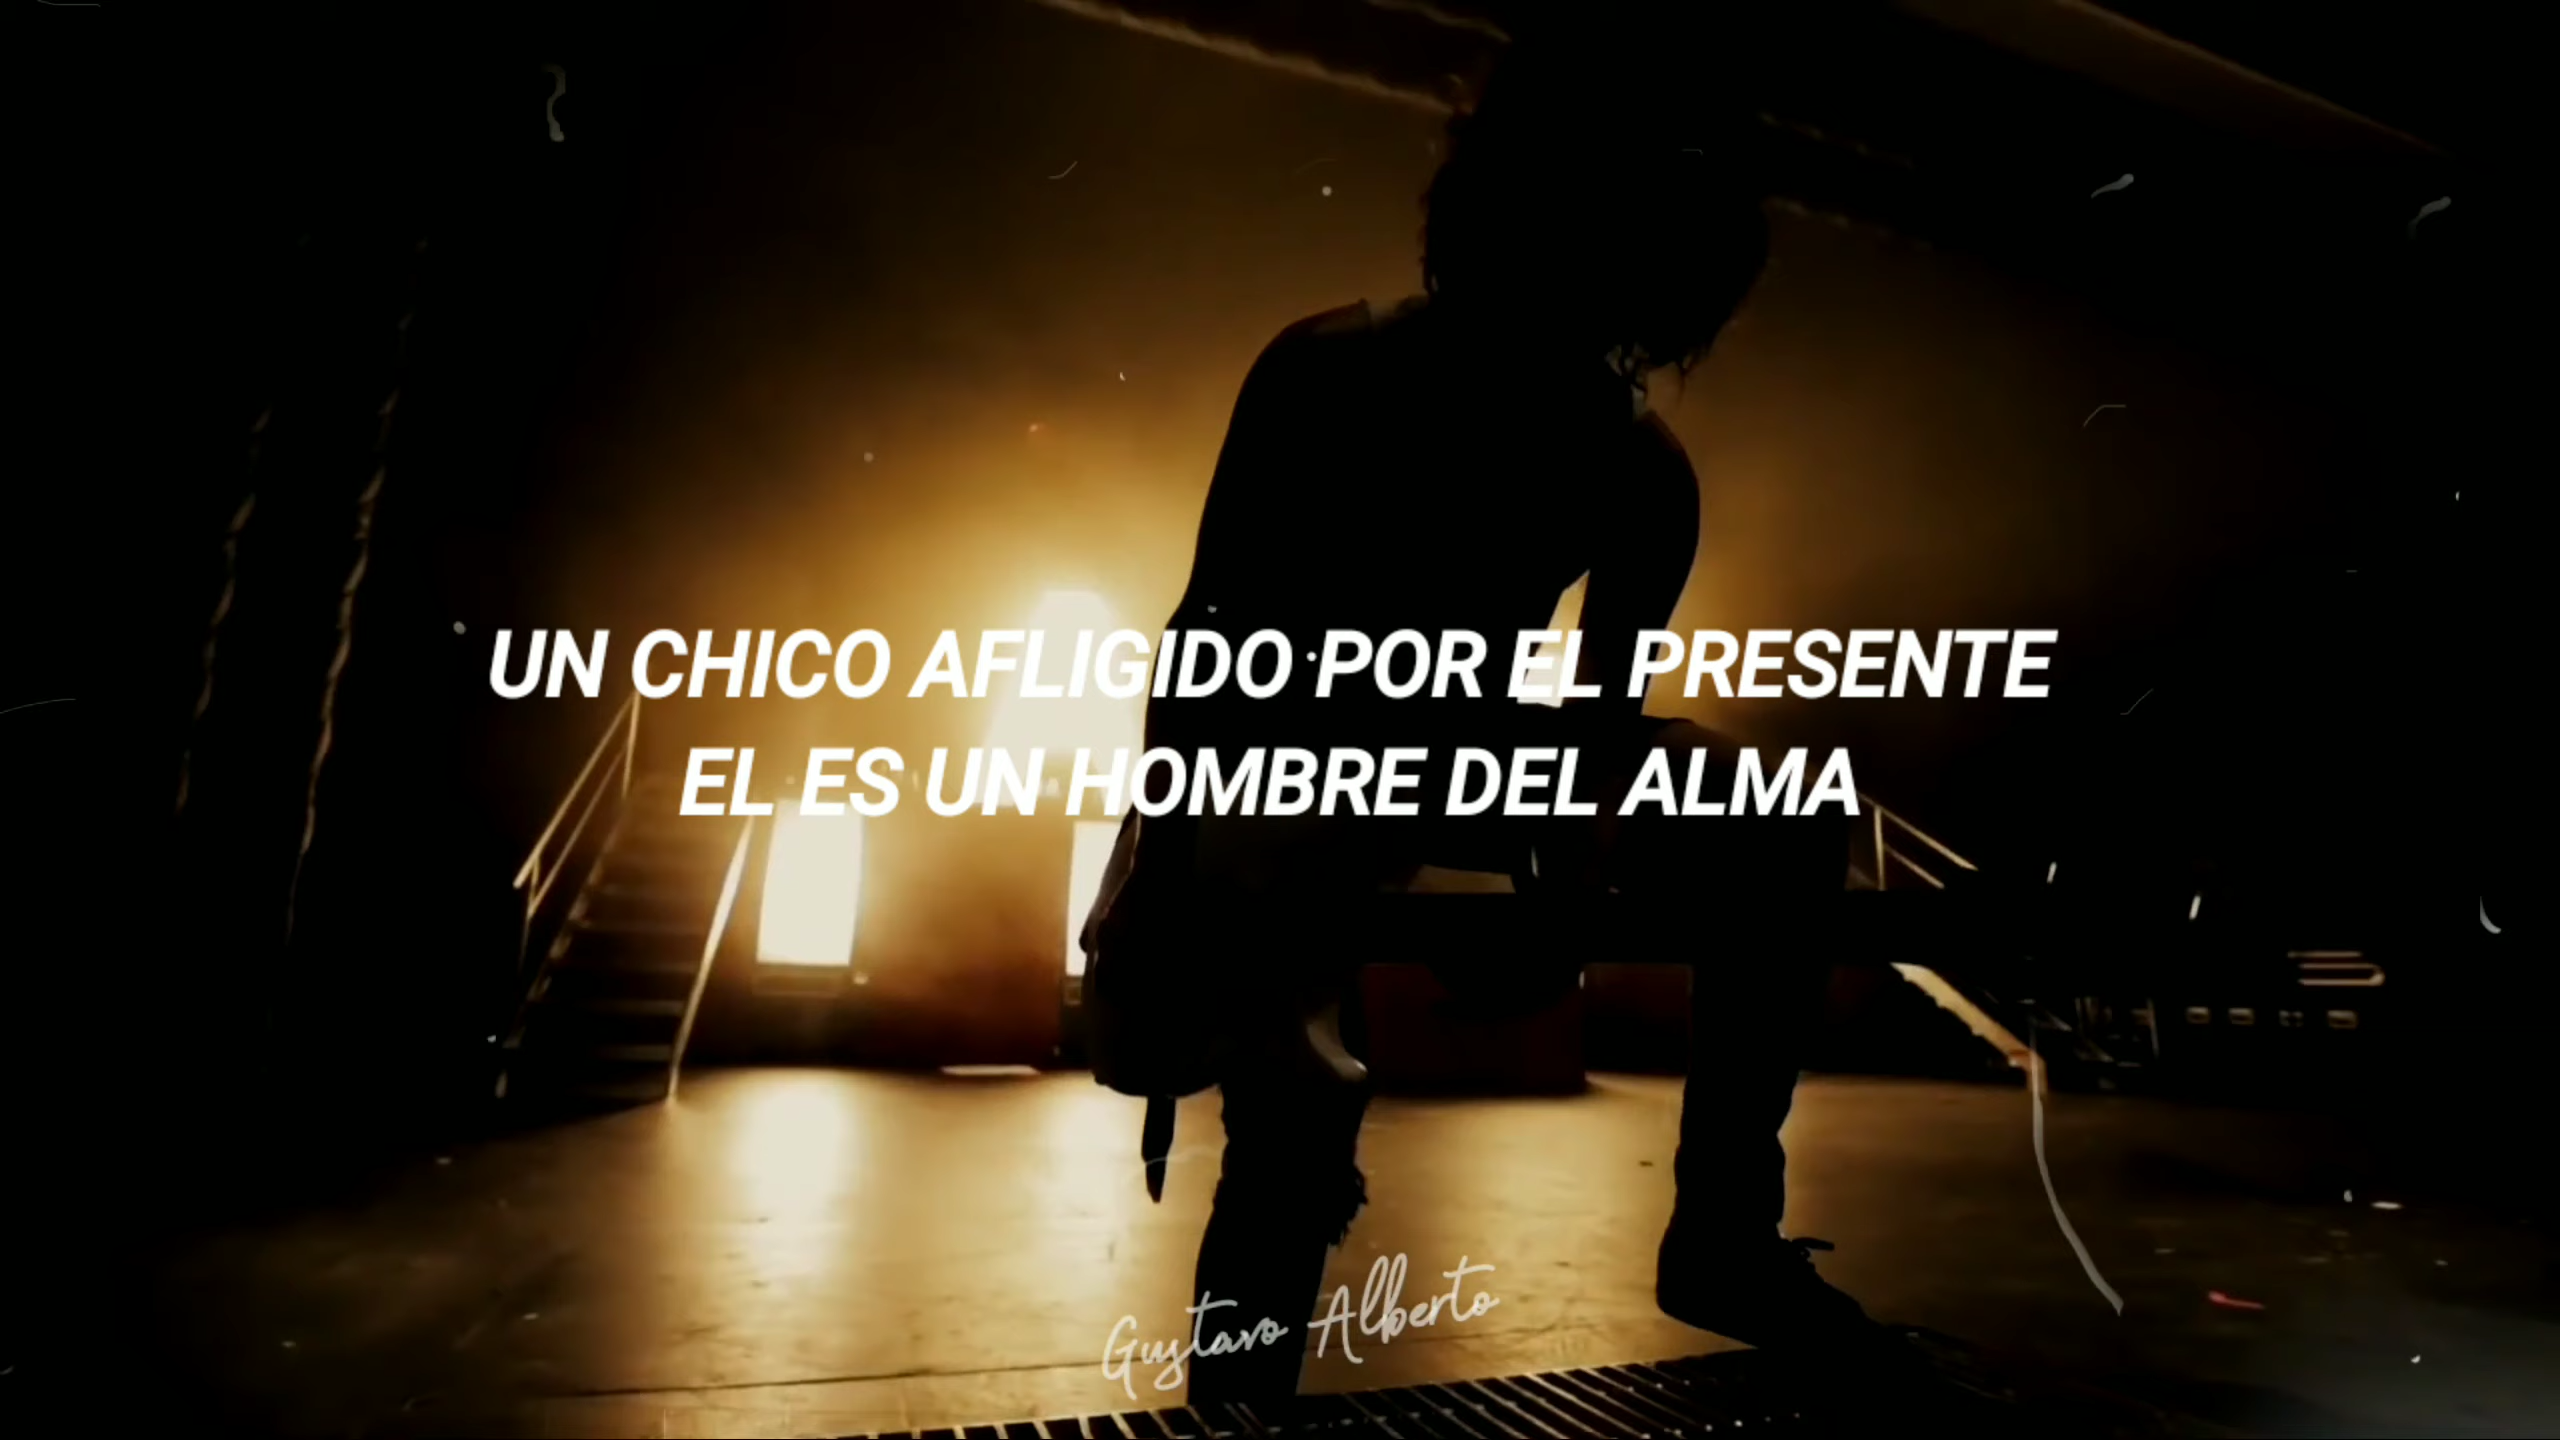 UN CHICO AFLIGIDO POR EL PRESENTE
EL ES UN HOMBRE DEL ALMA
Gustavo Alberto